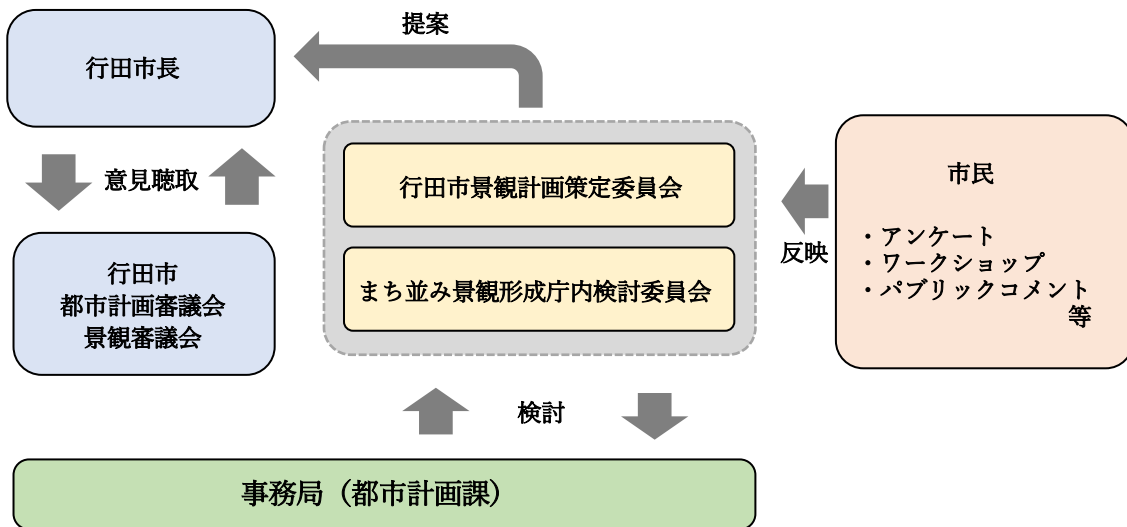 提案
行田市長
意見聴取
行田市
都市計画審議会
景観審議会
行田市景観計画策定委員会
まち並み景観形成庁内検討委員会
反映
市民
・アンケート
・ワークショップ
・パブリックコメント
等
検討
事務局（都市計画課）